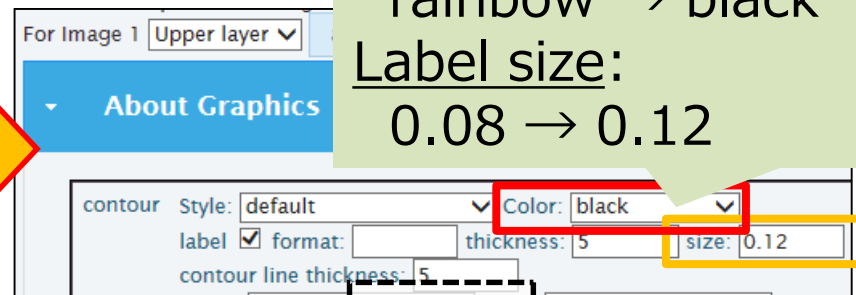 For Image 1 Upper layer
rainbow → black
Label size:
0.08 → 0.12
About Graphics
contour Style: default Color: black
label format: thickness: 5 size: 0.12
contour line thickness: 5